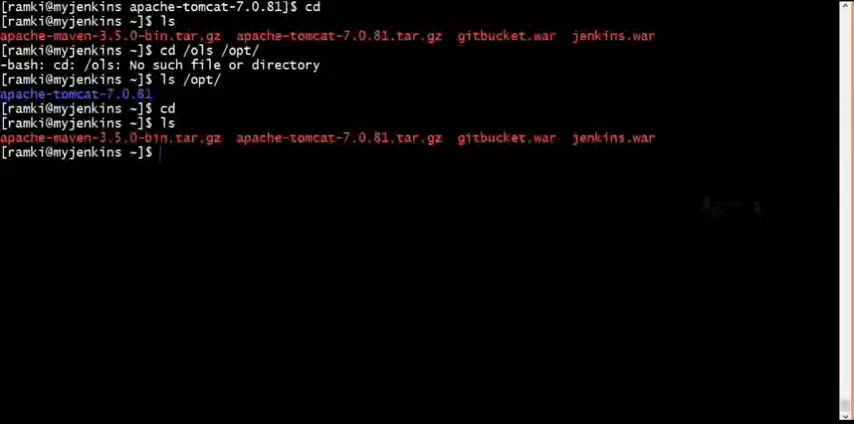 [ramki@myjenkins apache-tomcat-7.0.81]$ cd
[ramki@myjenkins ~]$ ls
apache-maven-3.5.0-bin.tar.gz  apache-tomcat-7.0.81.tar.gz  gitbucket.war  jenkins.war
[ramki@myjenkins ~]$ cd /ols /opt/
-bash: cd: /ols: No such file or directory
[ramki@myjenkins ~]$ ls /opt/
apache-tomcat-7.0.81
[ramki@myjenkins ~]$ cd
[ramki@myjenkins ~]$ ls
apache-maven-3.5.0-bin.tar.gz  apache-tomcat-7.0.81.tar.gz  gitbucket.war  jenkins.war
[ramki@myjenkins ~]$